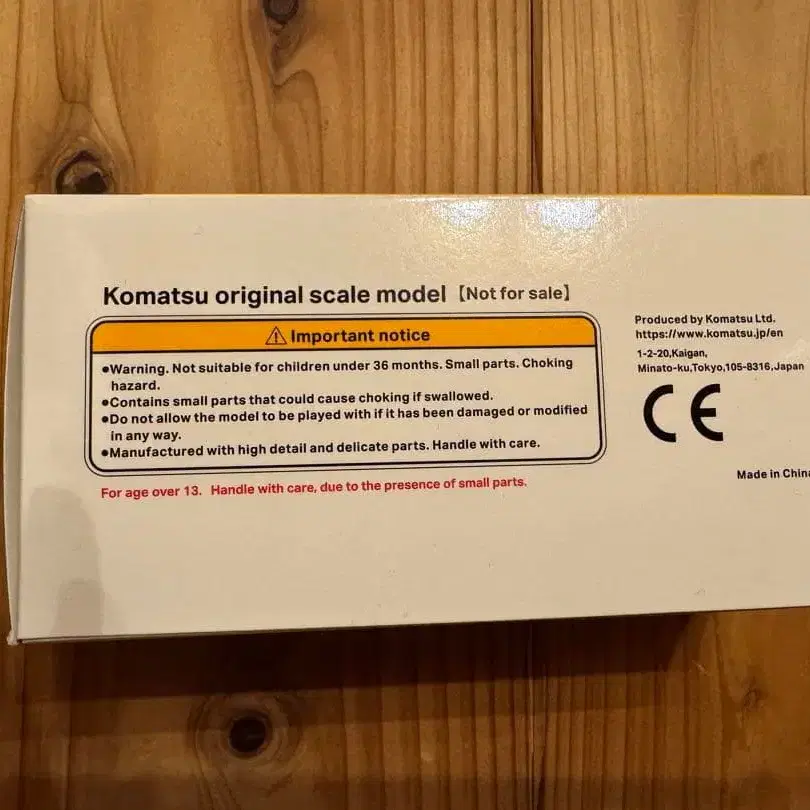 Komatsu original scale model【Not for sale】
⚠ Important notice
●Warning. Not suitable for children under 36 months. Small parts. Choking
hazard.
●Contains small parts that could cause choking if swallowed.
●Do not allow the model to be played with if it has been damaged or modified
in any way.
●Manufactured with high detail and delicate parts. Handle with care.
For age over 13. Handle with care, due to the presence of small parts.
Produced by Komatsu Ltd.
https://www.komatsu.jp/en
1-2-20,Kaigan,
Minato-ku,Tokyo,105-8316,Japan
CE
Made in China